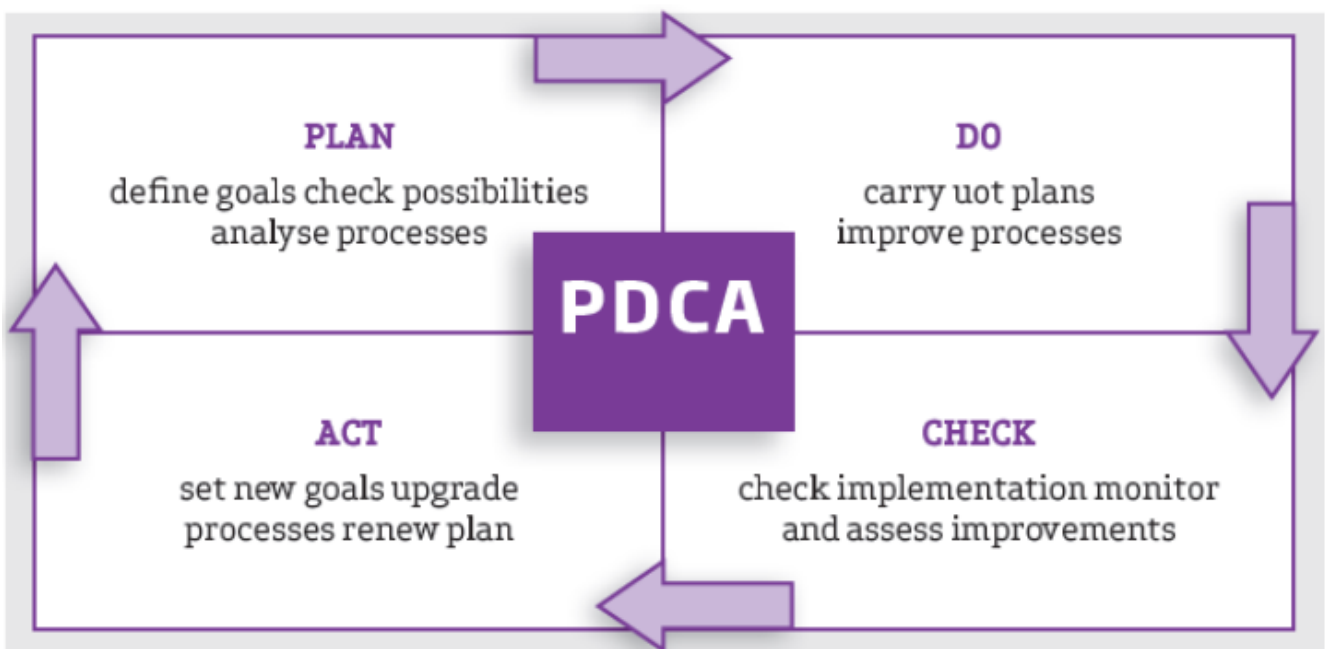 PLAN
define goals check possibilities
analyse processes
DO
carry uot plans
improve processes
PDCA
ACT
set new goals upgrade
processes renew plan
CHECK
check implementation monitor
and assess improvements